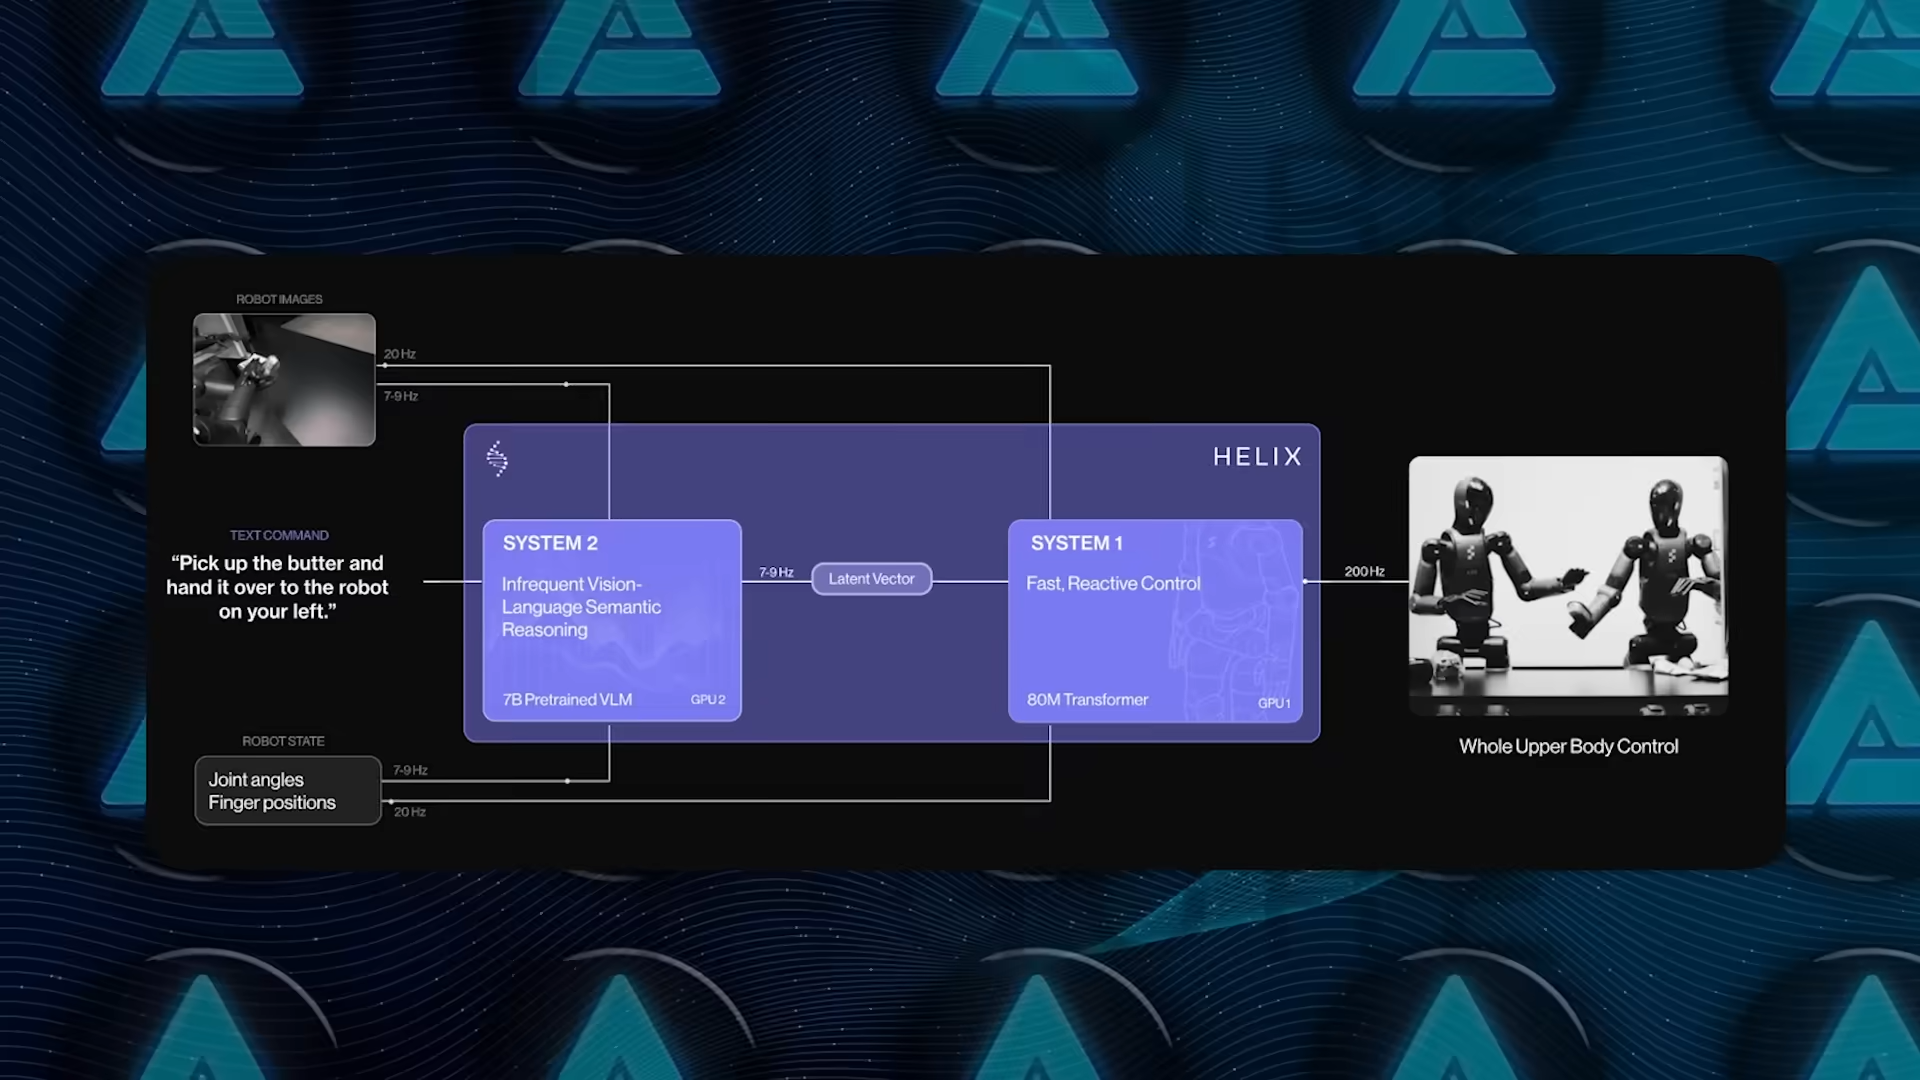 ROBOT IMAGES
20 Hz
7-9 Hz
HELIX
TEXT COMMAND
“Pick up the butter and
hand it over to the robot
on your left.”
SYSTEM 2
Infrequent Vision-
Language Semantic
Reasoning
7B Pretrained VLM
GPU 2
7-9 Hz
Latent Vector
SYSTEM 1
Fast, Reactive Control
80M Transformer
GPU 1
200 Hz
Whole Upper Body Control
ROBOT STATE
Joint angles
Finger positions
7-9 Hz
20 Hz